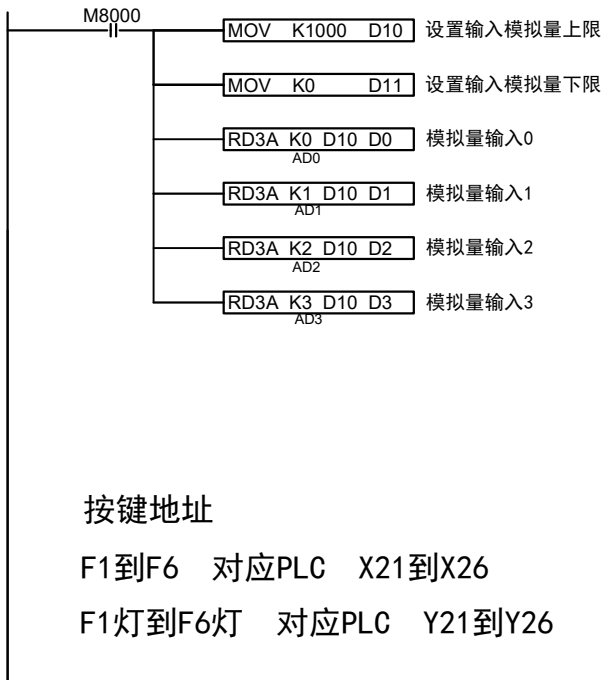 M8000
MOV K1000 D10 设置输入模拟量上限
MOV K0 D11 设置输入模拟量下限
RD3A K0 D10 D0 模拟量输入0
AD0
RD3A K1 D10 D1 模拟量输入1
AD1
RD3A K2 D10 D2 模拟量输入2
AD2
RD3A K3 D10 D3 模拟量输入3
AD3
按键地址
F1到F6 对应PLC X21到X26
F1灯到F6灯 对应PLC Y21到Y26